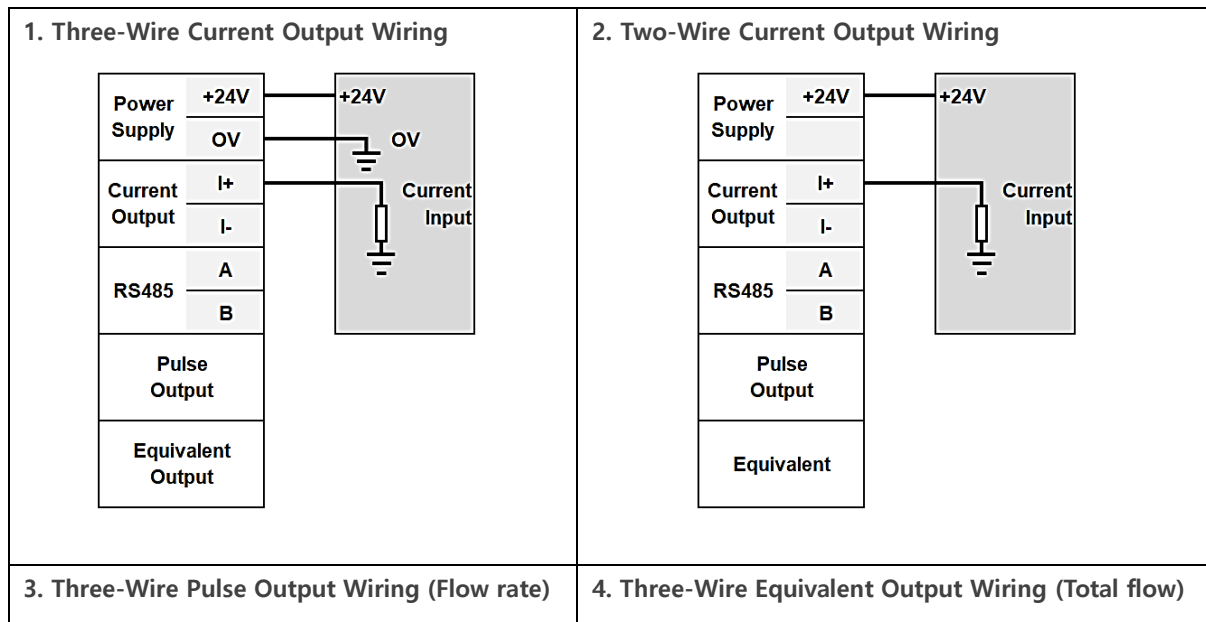 1. Three-Wire Current Output Wiring
Power
Supply
+24V
OV
Current
Output
I+
I-
RS485
A
B
Pulse
Output
Equivalent
Output
+24V
OV
Current
Input
2. Two-Wire Current Output Wiring
Power
Supply
+24V
Current
Output
I+
I-
RS485
A
B
Pulse
Output
Equivalent
+24V
Current
Input
3. Three-Wire Pulse Output Wiring (Flow rate)
4. Three-Wire Equivalent Output Wiring (Total flow)